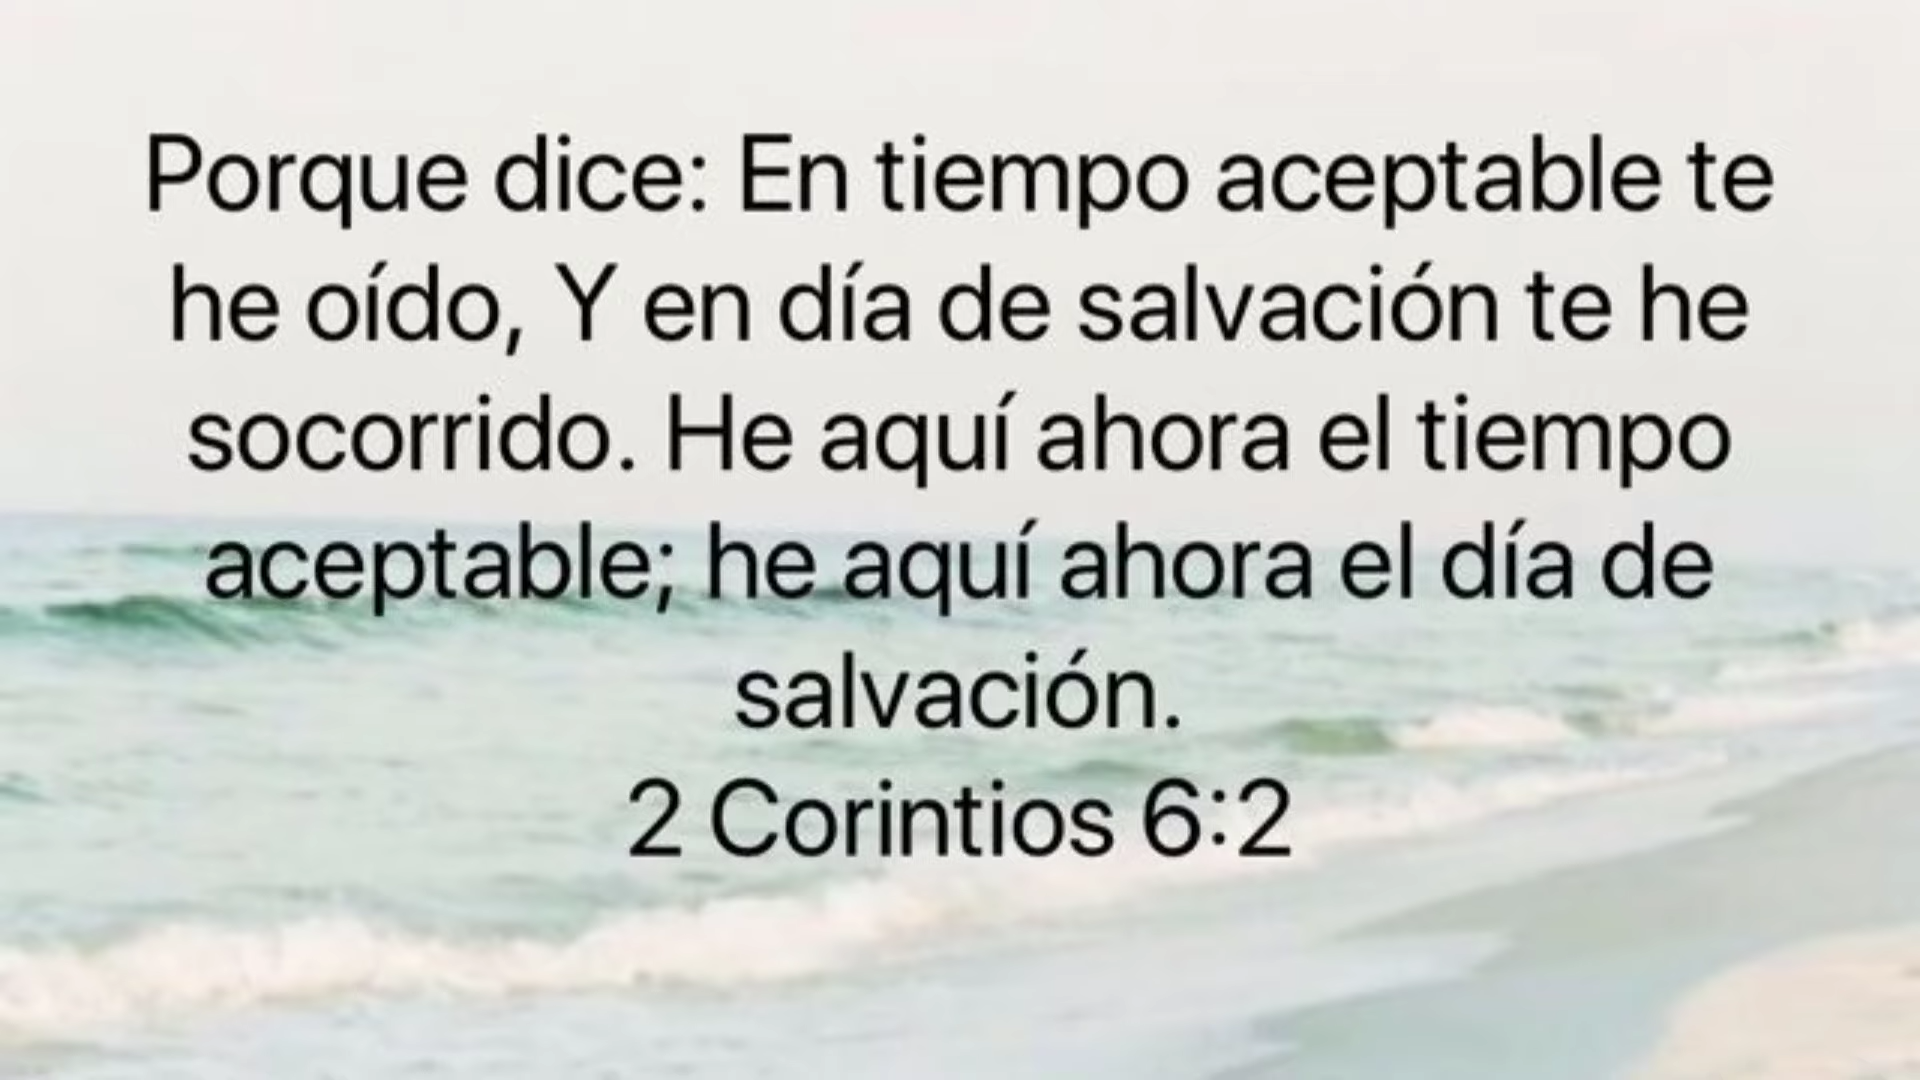 Porque dice: En tiempo aceptable te
he oído, Y en día de salvación te he
socorrido. He aquí ahora el tiempo
aceptable; he aquí ahora el día de
salvación.
2 Corintios 6:2